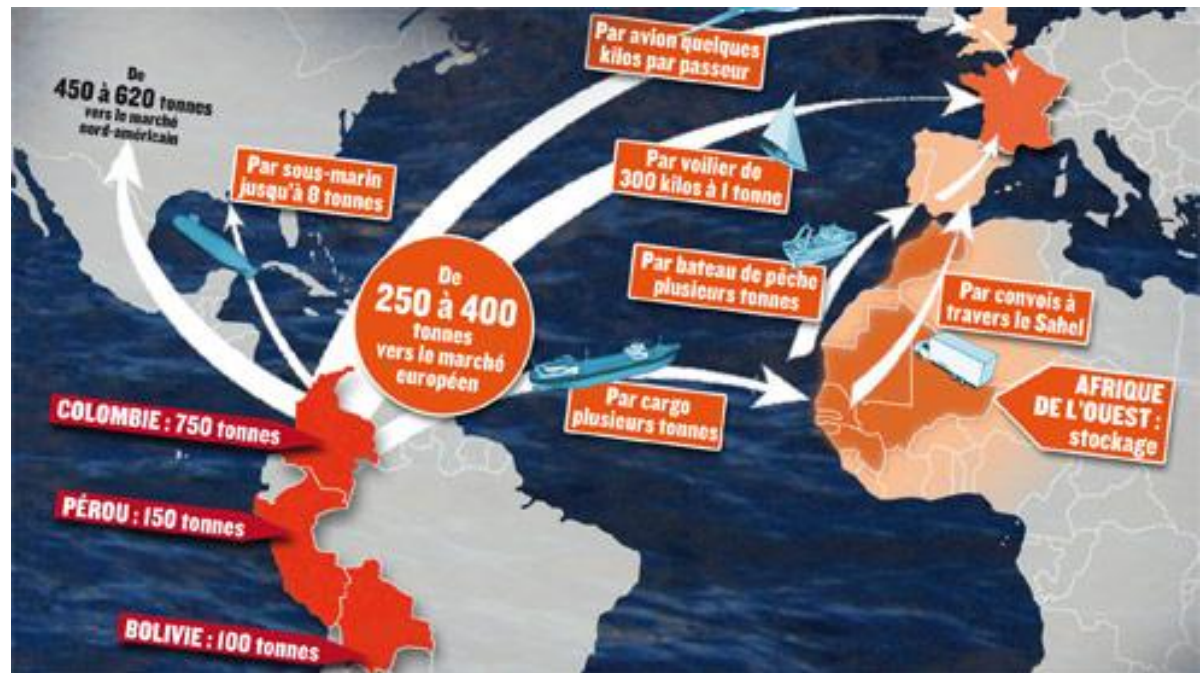 Par avion quelques
kilos par passeur
De
450 à 620 tonnes
vers le marché
nord-américain
Par sous-marin
jusqu'à 8 tonnes
Par voilier de
300 kilos à 1 tonne
De
250 à 400
tonnes
vers le marché
européen
Par bateau de pêche
plusieurs tonnes
Par convois à
travers le Sahel
Par cargo
plusieurs tonnes
AFRIQUE
DE L'OUEST :
stockage
COLOMBIE : 750 tonnes
PÉROU : 150 tonnes
BOLIVIE : 100 tonnes